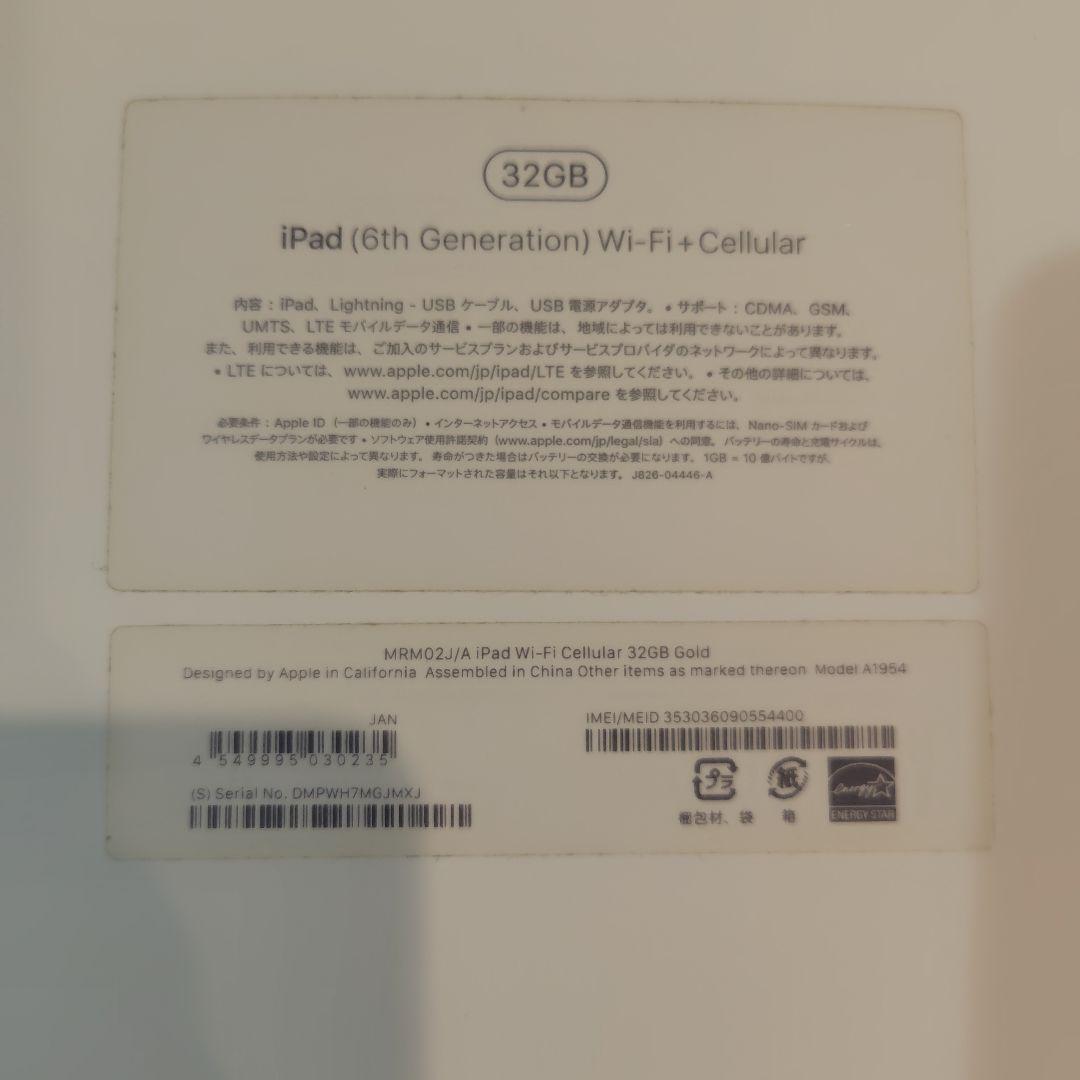 32GB
iPad (6th Generation) Wi-Fi + Cellular
内容：iPad、Lightning - USB ケーブル、USB 電源アダプタ。 • サポート：CDMA、GSM、
UMTS、LTE モバイルデータ通信 • 一部の機能は、地域によっては利用できないことがあります。
また、利用できる機能は、ご加入のサービスプランおよびサービスプロバイダのネットワークによって異なります。
• LTE については、www.apple.com/jp/ipad/LTE を参照してください。 • その他の詳細については、
www.apple.com/jp/ipad/compare を参照してください。
必要条件：Apple ID（一部の機能のみ）• インターネットアクセス • モバイルデータ通信機能を利用するには、Nano-SIM カードおよび
ワイヤレスデータプランが必要です • ソフトウェア使用許諾契約（www.apple.com/jp/legal/sla）への同意。 バッテリーの寿命と充電サイクルは、
使用方法や設定によって異なります。 寿命がつきた場合はバッテリーの交換が必要になります。 1GB = 10 億バイトですが、
実際にフォーマットされた容量はそれ以下となります。 J826-04446-A
MRM02J/A iPad Wi-Fi Cellular 32GB Gold
Designed by Apple in California Assembled in China Other items as marked thereon Model A1954
JAN
4 549995 030235
(S) Serial No. DMPWH7MGJMXJ
IMEI/MEID 353036090554400
プラ
紙
energy
ENERGY STAR
梱包材、袋
箱